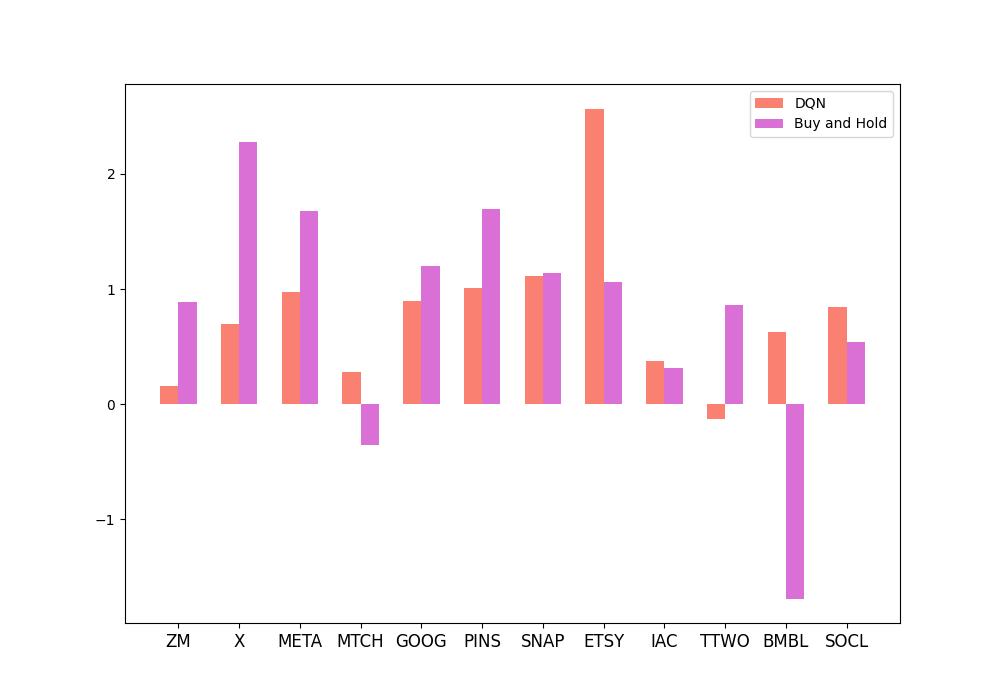 DQN
Buy and Hold
2
1
0
−1
ZM X META MTCH GOOG PINS SNAP ETSY IAC TTWO BMBL SOCL